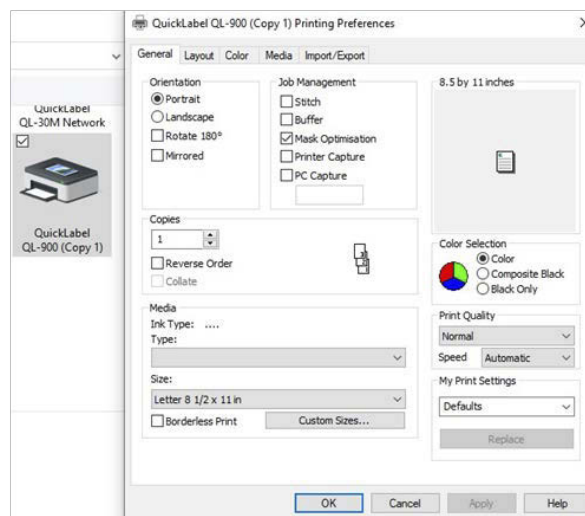 QuickLabel QL-900 (Copy 1) Printing Preferences
General Layout Color Media Import/Export
QuickLabel
QL-30M Network
QuickLabel
QL-900 (Copy 1)
Orientation
Portrait
Landscape
Rotate 180°
Mirrored
Job Management
Stitch
Buffer
Mask Optimisation
Printer Capture
PC Capture
8.5 by 11 inches
Copies
1
Reverse Order
Collate
Color Selection
Color
Composite Black
Black Only
Media
Ink Type: ....
Type:
Size:
Letter 8 1/2 x 11 in
Borderless Print
Custom Sizes...
Print Quality
Normal
Speed Automatic
My Print Settings
Defaults
Replace
OK Cancel Apply Help